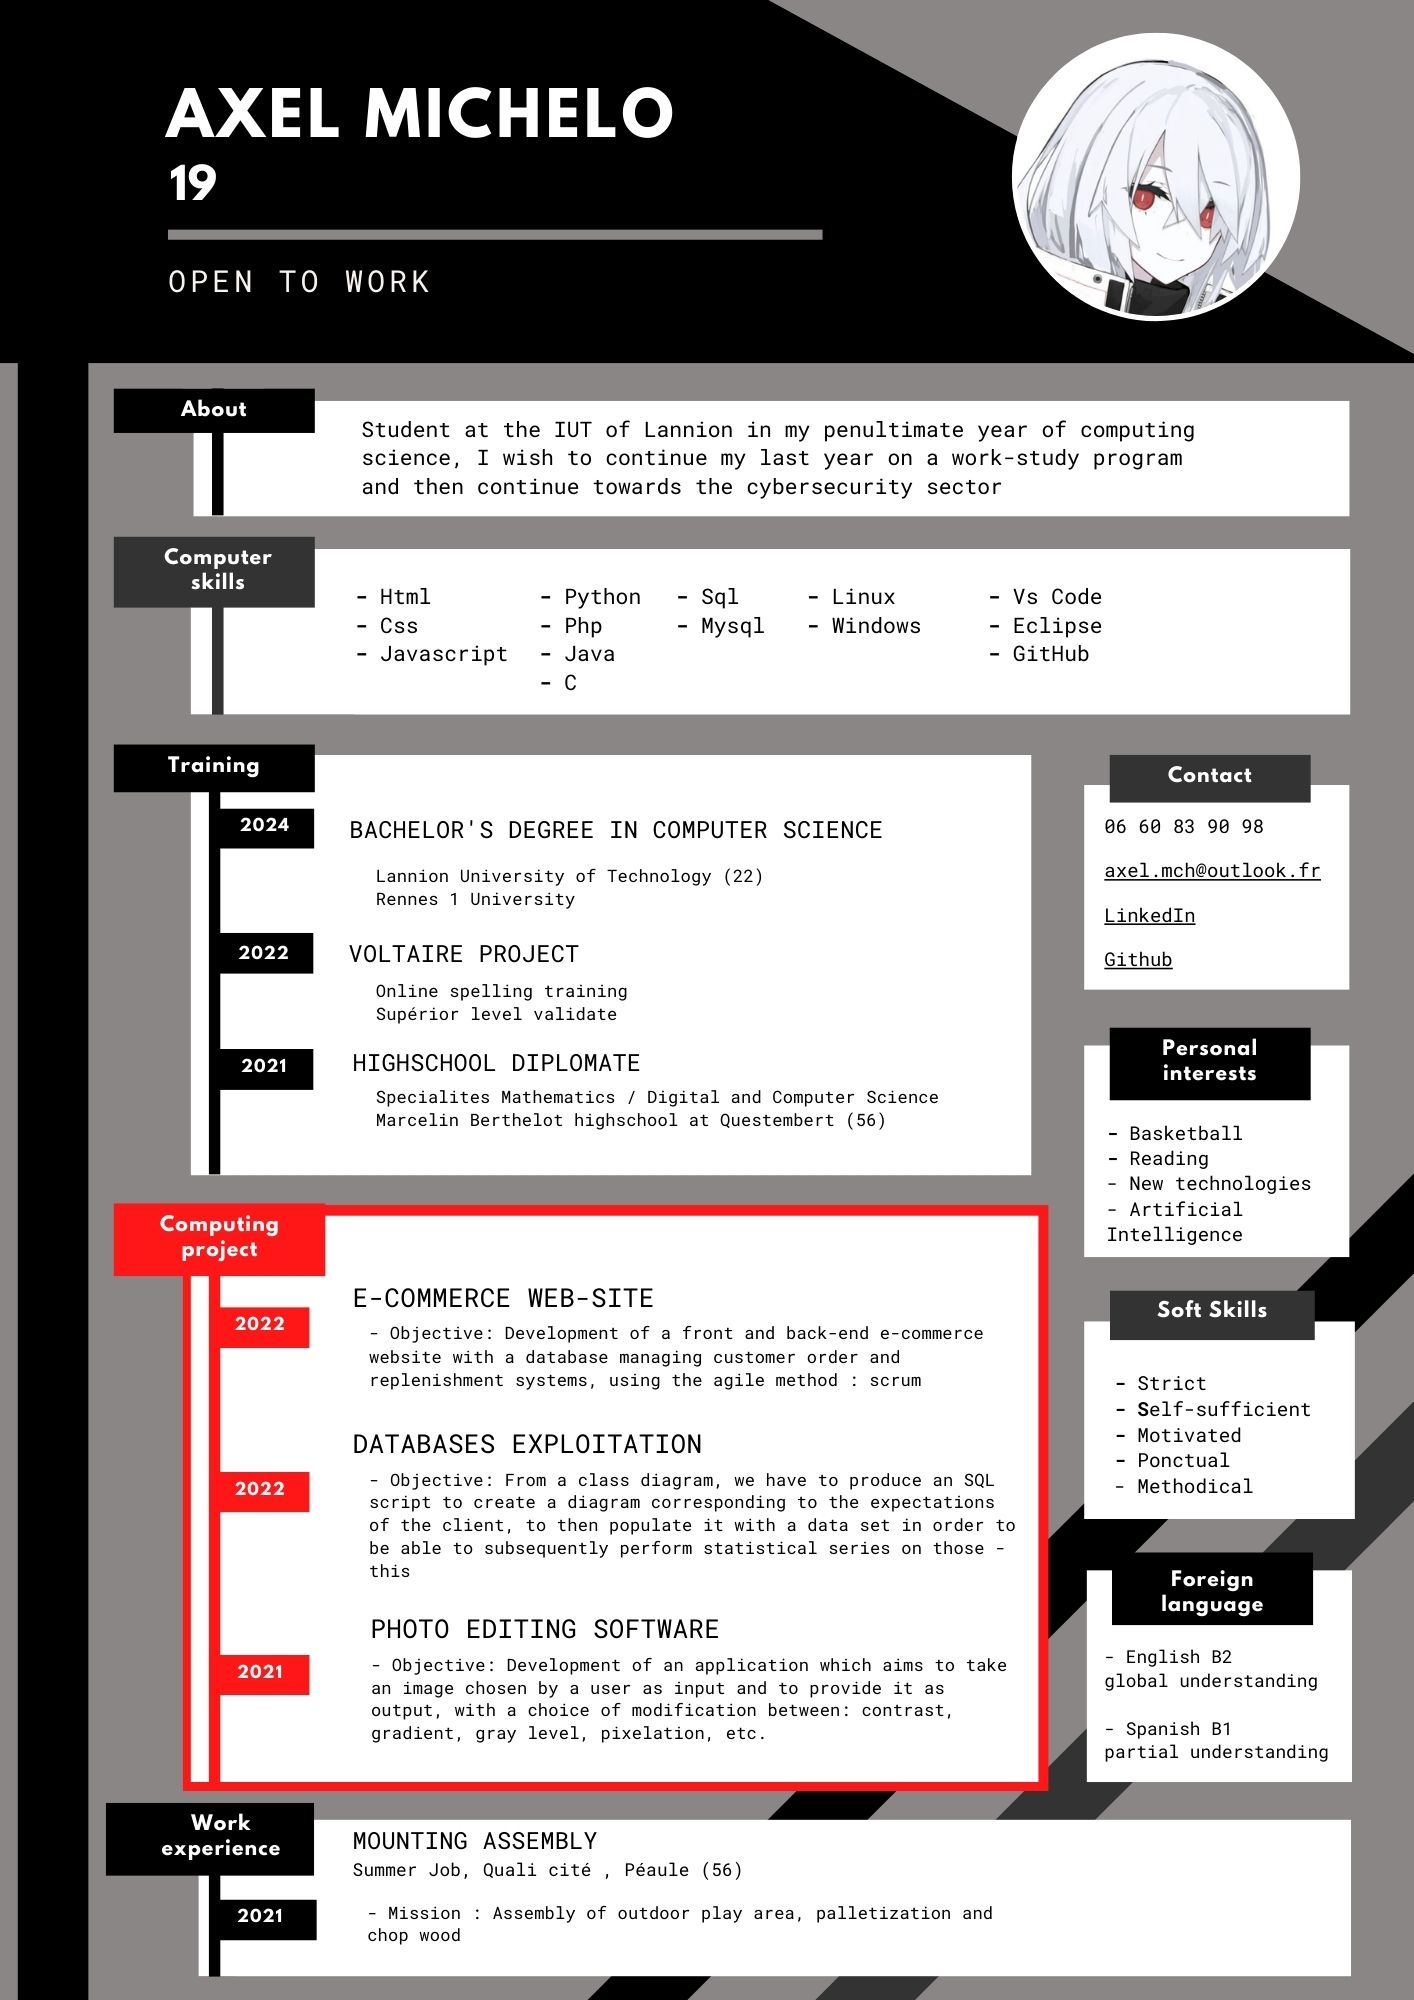 AXEL MICHELO
19
OPEN TO WORK
About
Student at the IUT of Lannion in my penultimate year of computing
science, I wish to continue my last year on a work-study program
and then continue towards the cybersecurity sector
Computer
skills
- Html
- Css
- Javascript
- Python
- Php
- Java
- C
- Sql
- Mysql
- Linux
- Windows
- Vs Code
- Eclipse
- GitHub
Training
2024
BACHELOR'S DEGREE IN COMPUTER SCIENCE
Lannion University of Technology (22)
Rennes 1 University
2022
VOLTAIRE PROJECT
Online spelling training
Supérior level validate
2021
HIGHSCHOOL DIPLOMATE
Specialites Mathematics / Digital and Computer Science
Marcelin Berthelot highschool at Questembert (56)
Computing
project
2022
E-COMMERCE WEB-SITE
- Objective: Development of a front and back-end e-commerce
website with a database managing customer order and
replenishment systems, using the agile method : scrum
2022
DATABASES EXPLOITATION
- Objective: From a class diagram, we have to produce an SQL
script to create a diagram corresponding to the expectations
of the client, to then populate it with a data set in order to
be able to subsequently perform statistical series on those -
this
2021
PHOTO EDITING SOFTWARE
- Objective: Development of an application which aims to take
an image chosen by a user as input and to provide it as
output, with a choice of modification between: contrast,
gradient, gray level, pixelation, etc.
Contact
06 60 83 90 98
axel.mch@outlook.fr
LinkedIn
Github
Personal
interests
- Basketball
- Reading
- New technologies
- Artificial
Intelligence
Soft Skills
- Strict
- Self-sufficient
- Motivated
- Ponctual
- Methodical
Foreign
language
- English B2
global understanding
- Spanish B1
partial understanding
Work
experience
2021
MOUNTING ASSEMBLY
Summer Job, Quali cité , Péaule (56)
- Mission : Assembly of outdoor play area, palletization and
chop wood